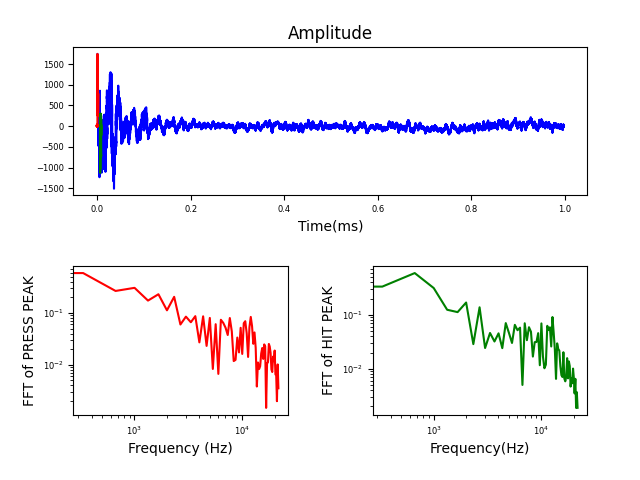 Amplitude
1500
1000
500
0
−500
−1000
−1500
0.0 0.2 0.4 0.6 0.8 1.0
Time(ms)
FFT of PRESS PEAK
10⁻¹
10⁻²
10³ 10⁴
Frequency (Hz)
FFT of HIT PEAK
10⁻¹
10⁻²
10³ 10⁴
Frequency(Hz)